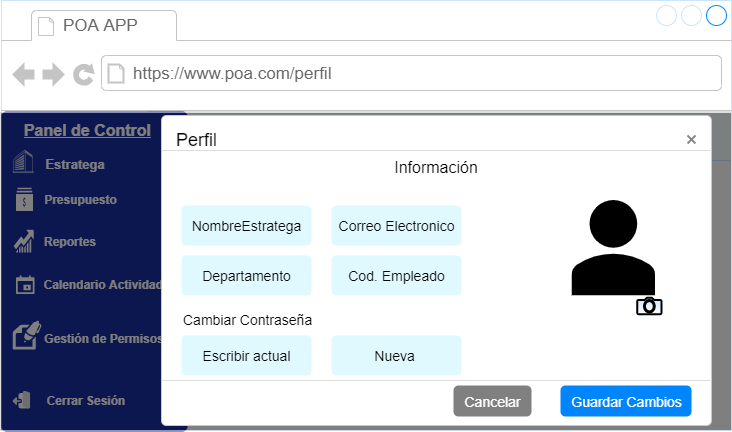 POA APP
https://www.poa.com/perfil
Panel de Control
Estratega
Presupuesto
Reportes
Calendario Activida
Gestión de Permisos
Cerrar Sesión
Perfil
×
Información
NombreEstratega
Correo Electronico
Departamento
Cod. Empleado
Cambiar Contraseña
Escribir actual
Nueva
Cancelar
Guardar Cambios